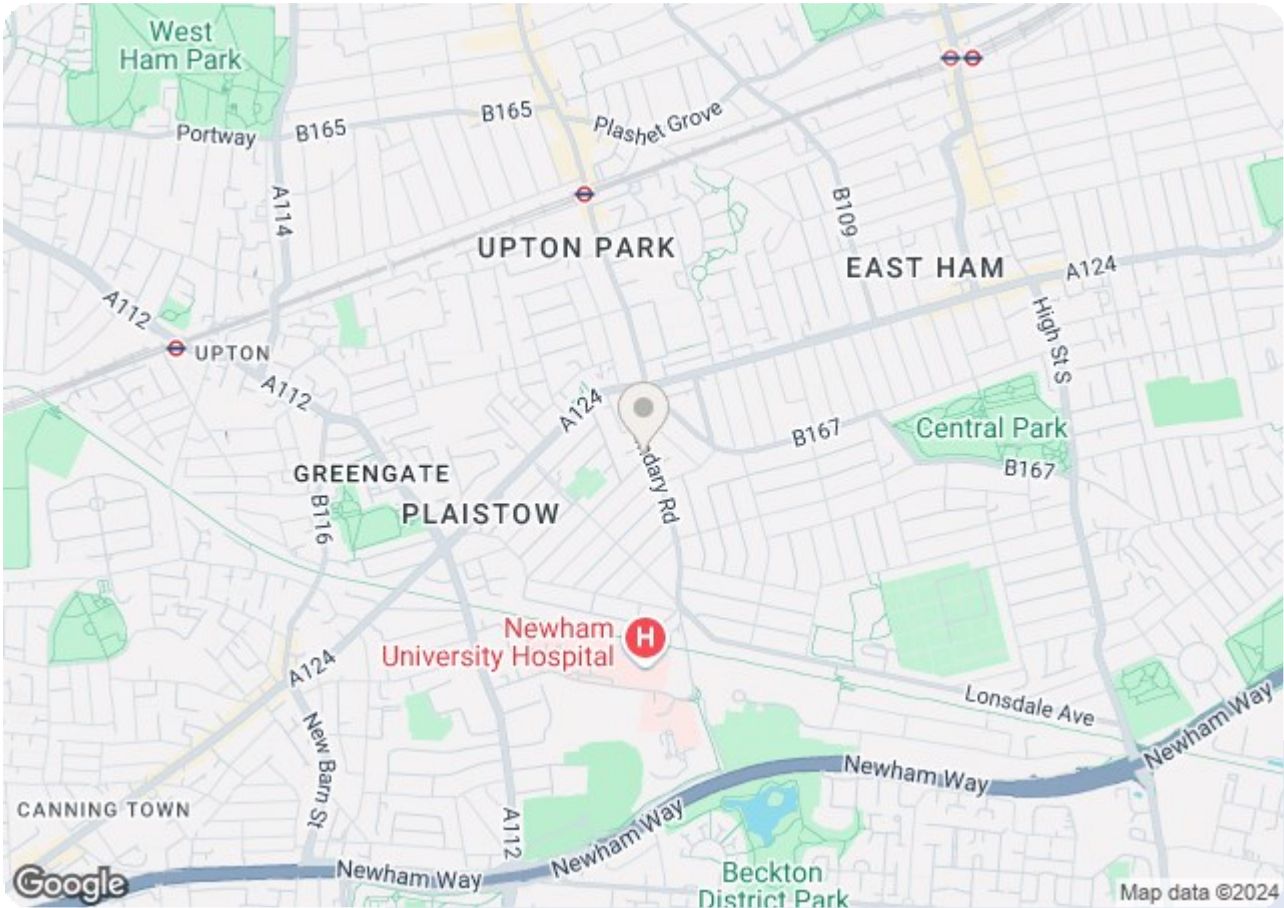 West
Ham Park
Portway
B165
B165
Plashet Grove
A114
B109
UPTON PARK
EAST HAM
A124
A112
UPTON
High St S
A112
A124
B167
Central Park
B167
GREENGATE
B116
PLAISTOW
ndary Rd
Newham
University Hospital
H
A124
Lonsdale Ave
New Barn St
Newham Way
Newham Way
CANNING TOWN
A112
Newham Way
Newham Way
Beckton
District Park
Google
Map data ©2024